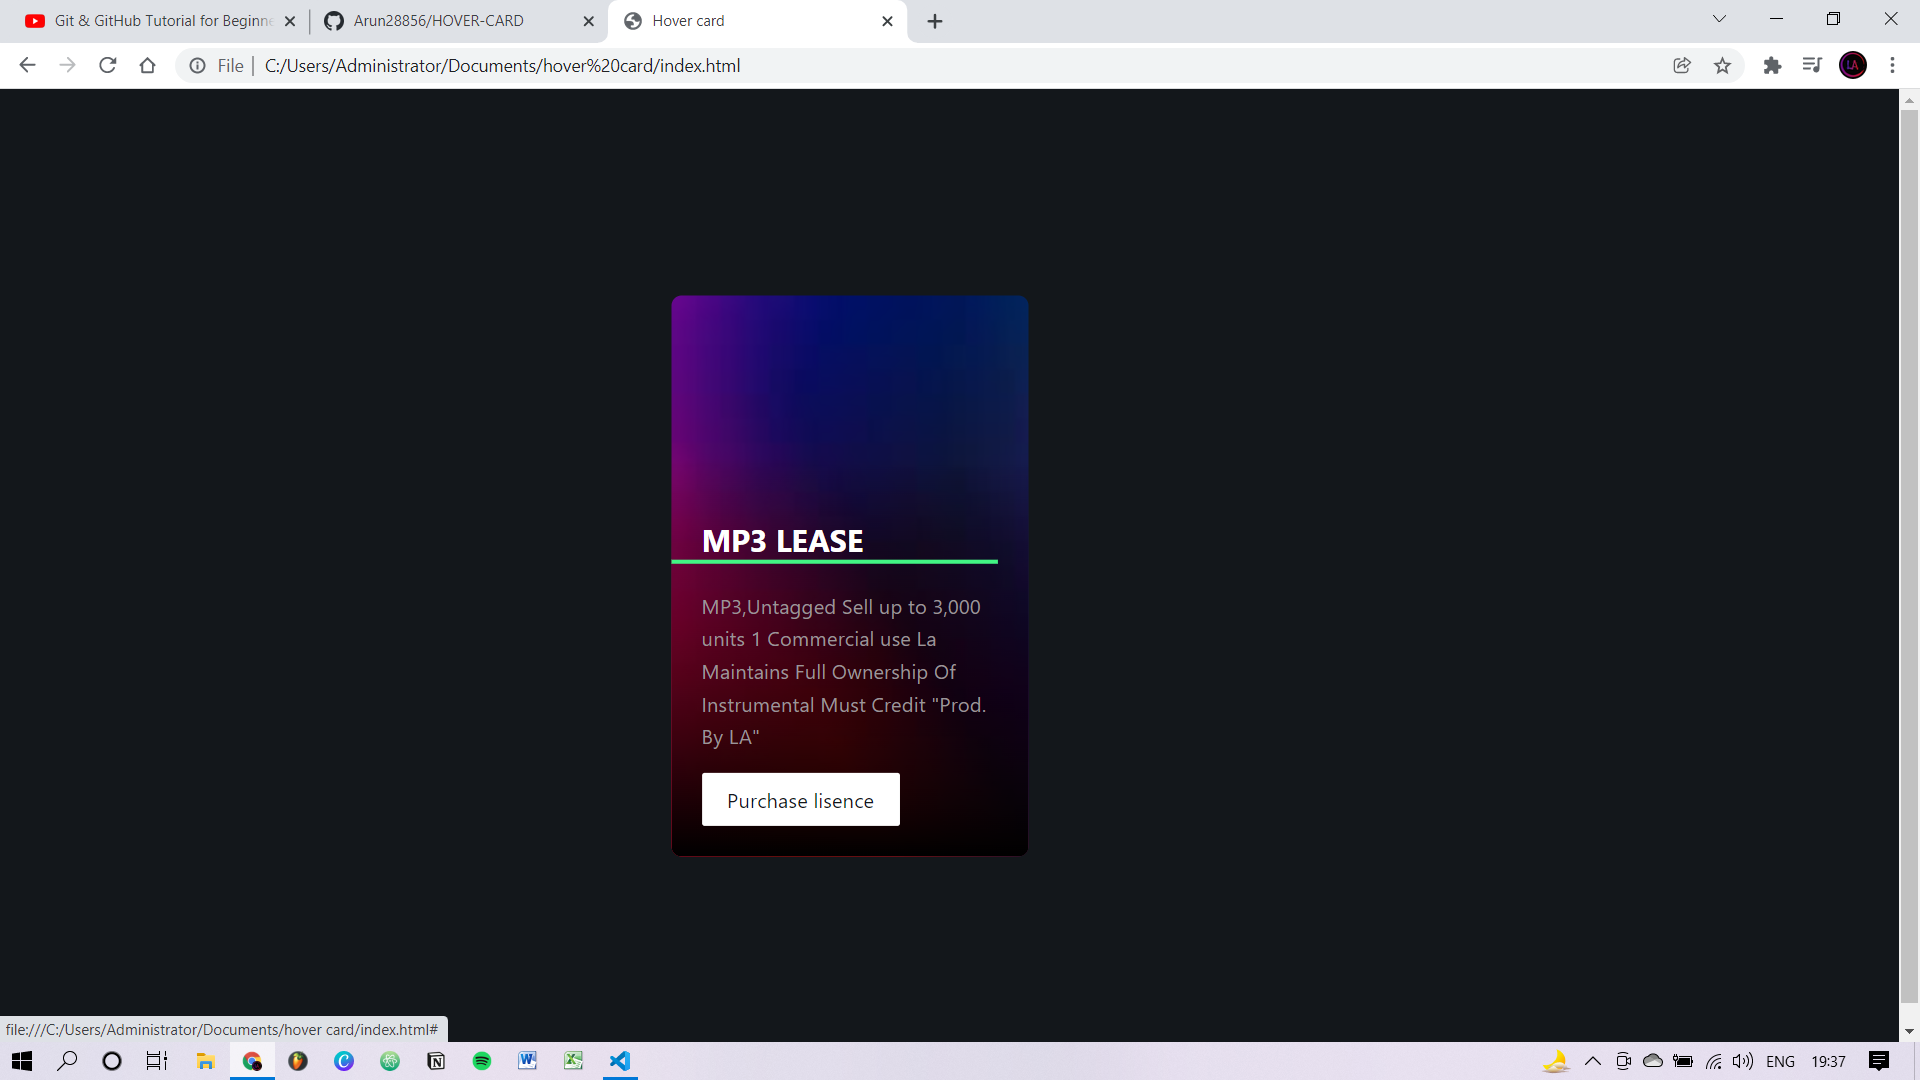 Git & GitHub Tutorial for Beginne
Arun28856/HOVER-CARD
Hover card
File
C:/Users/Administrator/Documents/hover%20card/index.html
LA
MP3 LEASE
MP3,Untagged Sell up to 3,000
units 1 Commercial use La
Maintains Full Ownership Of
Instrumental Must Credit "Prod.
By LA"
Purchase lisence
file:///C:/Users/Administrator/Documents/hover card/index.html#
ENG
19:37